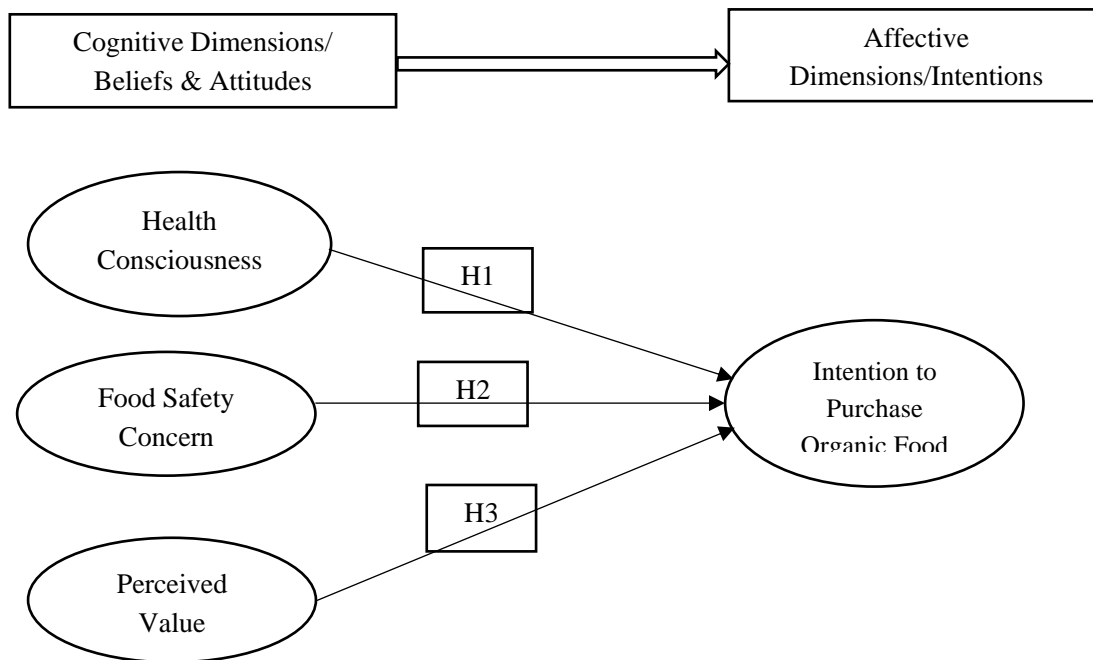 Cognitive Dimensions/
Beliefs & Attitudes
Affective
Dimensions/Intentions
Health
Consciousness
H1
Food Safety
Concern
H2
Intention to
Purchase
Organic Food
H3
Perceived
Value